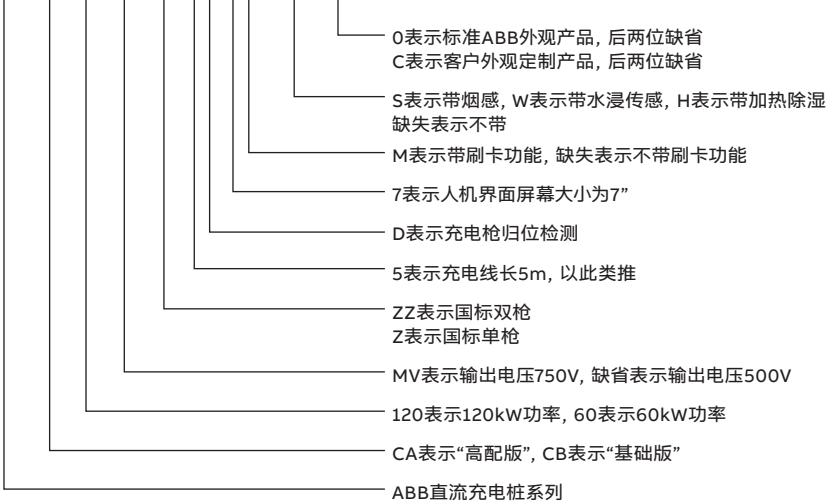 0表示标准ABB外观产品, 后两位缺省
C表示客户外观定制产品, 后两位缺省
S表示带烟感, W表示带水浸传感, H表示带加热除湿
缺失表示不带
M表示带刷卡功能, 缺失表示不带刷卡功能
7表示人机界面屏幕大小为7”
D表示充电枪归位检测
5表示充电线长5m, 以此类推
ZZ表示国标双枪
Z表示国标单枪
MV表示输出电压750V, 缺省表示输出电压500V
120表示120kW功率, 60表示60kW功率
CA表示“高配版”, CB表示“基础版”
ABB直流充电桩系列